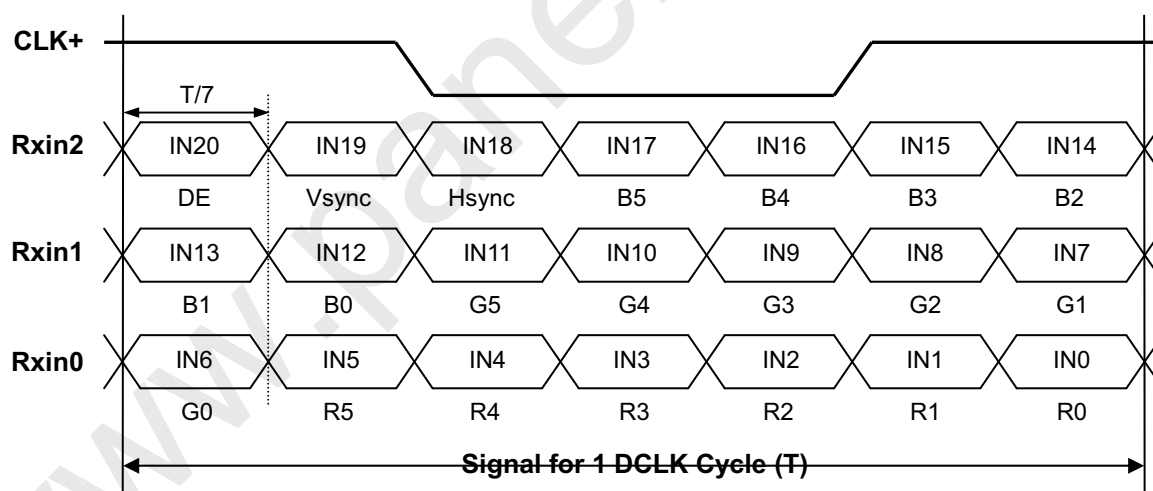 CLK+
T/7
Rxin2 IN20 IN19 IN18 IN17 IN16 IN15 IN14
DE Vsync Hsync B5 B4 B3 B2
Rxin1 IN13 IN12 IN11 IN10 IN9 IN8 IN7
B1 B0 G5 G4 G3 G2 G1
Rxin0 IN6 IN5 IN4 IN3 IN2 IN1 IN0
G0 R5 R4 R3 R2 R1 R0
Signal for 1 DCLK Cycle (T)
www.pane